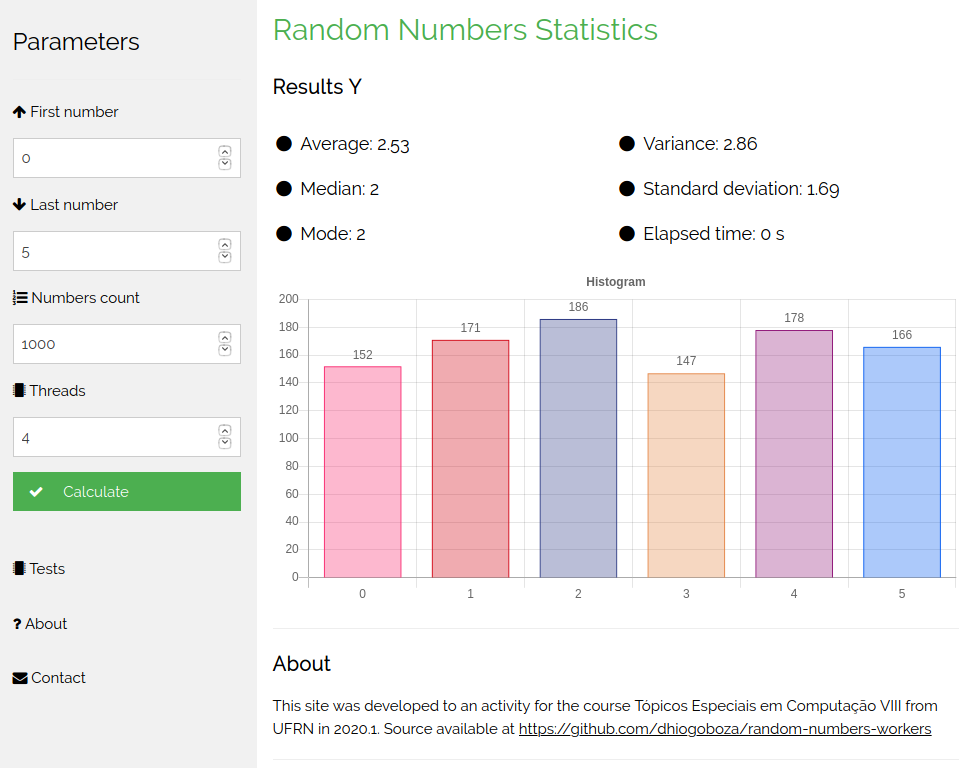 Parameters
First number
0
Last number
5
Numbers count
1000
Threads
4
Calculate
Tests
About
Contact
Random Numbers Statistics
Results Y
Average: 2.53
Variance: 2.86
Median: 2
Standard deviation: 1.69
Mode: 2
Elapsed time: 0 s
Histogram
200
180
160
140
120
100
80
60
40
20
0
152
171
186
147
178
166
0 1 2 3 4 5
About
This site was developed to an activity for the course Tópicos Especiais em Computação VIII from
UFRN in 2020.1. Source available at https://github.com/dhiogoboza/random-numbers-workers